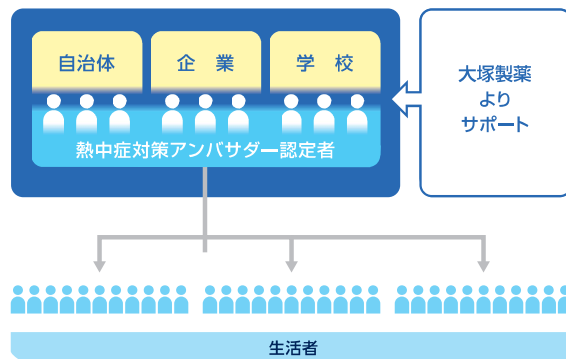 自治体
企業
学校
熱中症対策アンバサダー認定者
大塚製薬
より
サポート
生活者